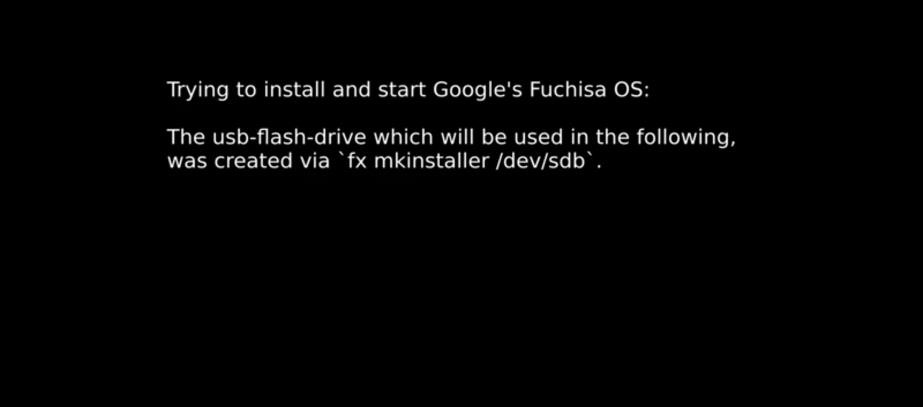 Trying to install and start Google's Fuchisa OS:
The usb-flash-drive which will be used in the following,
was created via `fx mkinstaller /dev/sdb`.